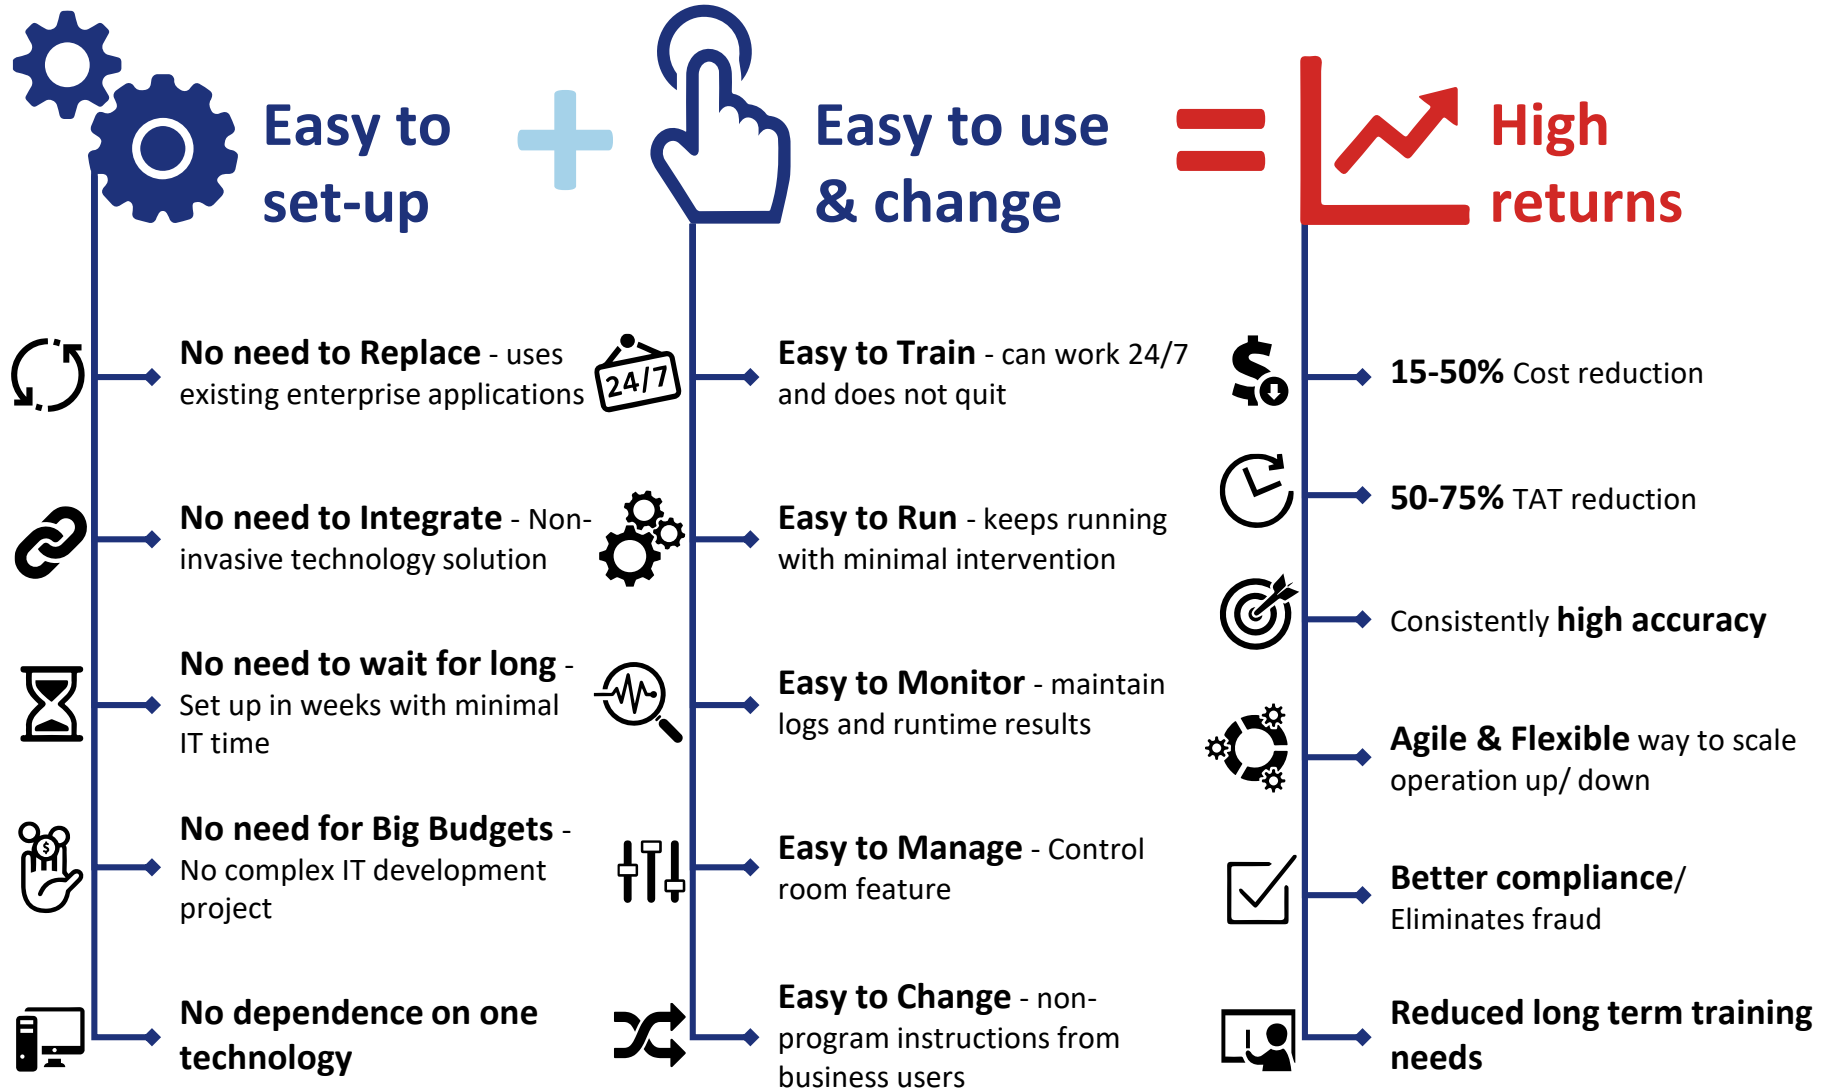 Easy to
set-up
Easy to use
& change
High
returns
No need to Replace - uses
existing enterprise applications
No need to Integrate - Non-
invasive technology solution
No need to wait for long -
Set up in weeks with minimal
IT time
No need for Big Budgets -
No complex IT development
project
No dependence on one
technology
24/7
Easy to Train - can work 24/7
and does not quit
Easy to Run - keeps running
with minimal intervention
Easy to Monitor - maintain
logs and runtime results
Easy to Manage - Control
room feature
Easy to Change - non-
program instructions from
business users
15-50% Cost reduction
50-75% TAT reduction
Consistently high accuracy
Agile & Flexible way to scale
operation up/ down
Better compliance/
Eliminates fraud
Reduced long term training
needs